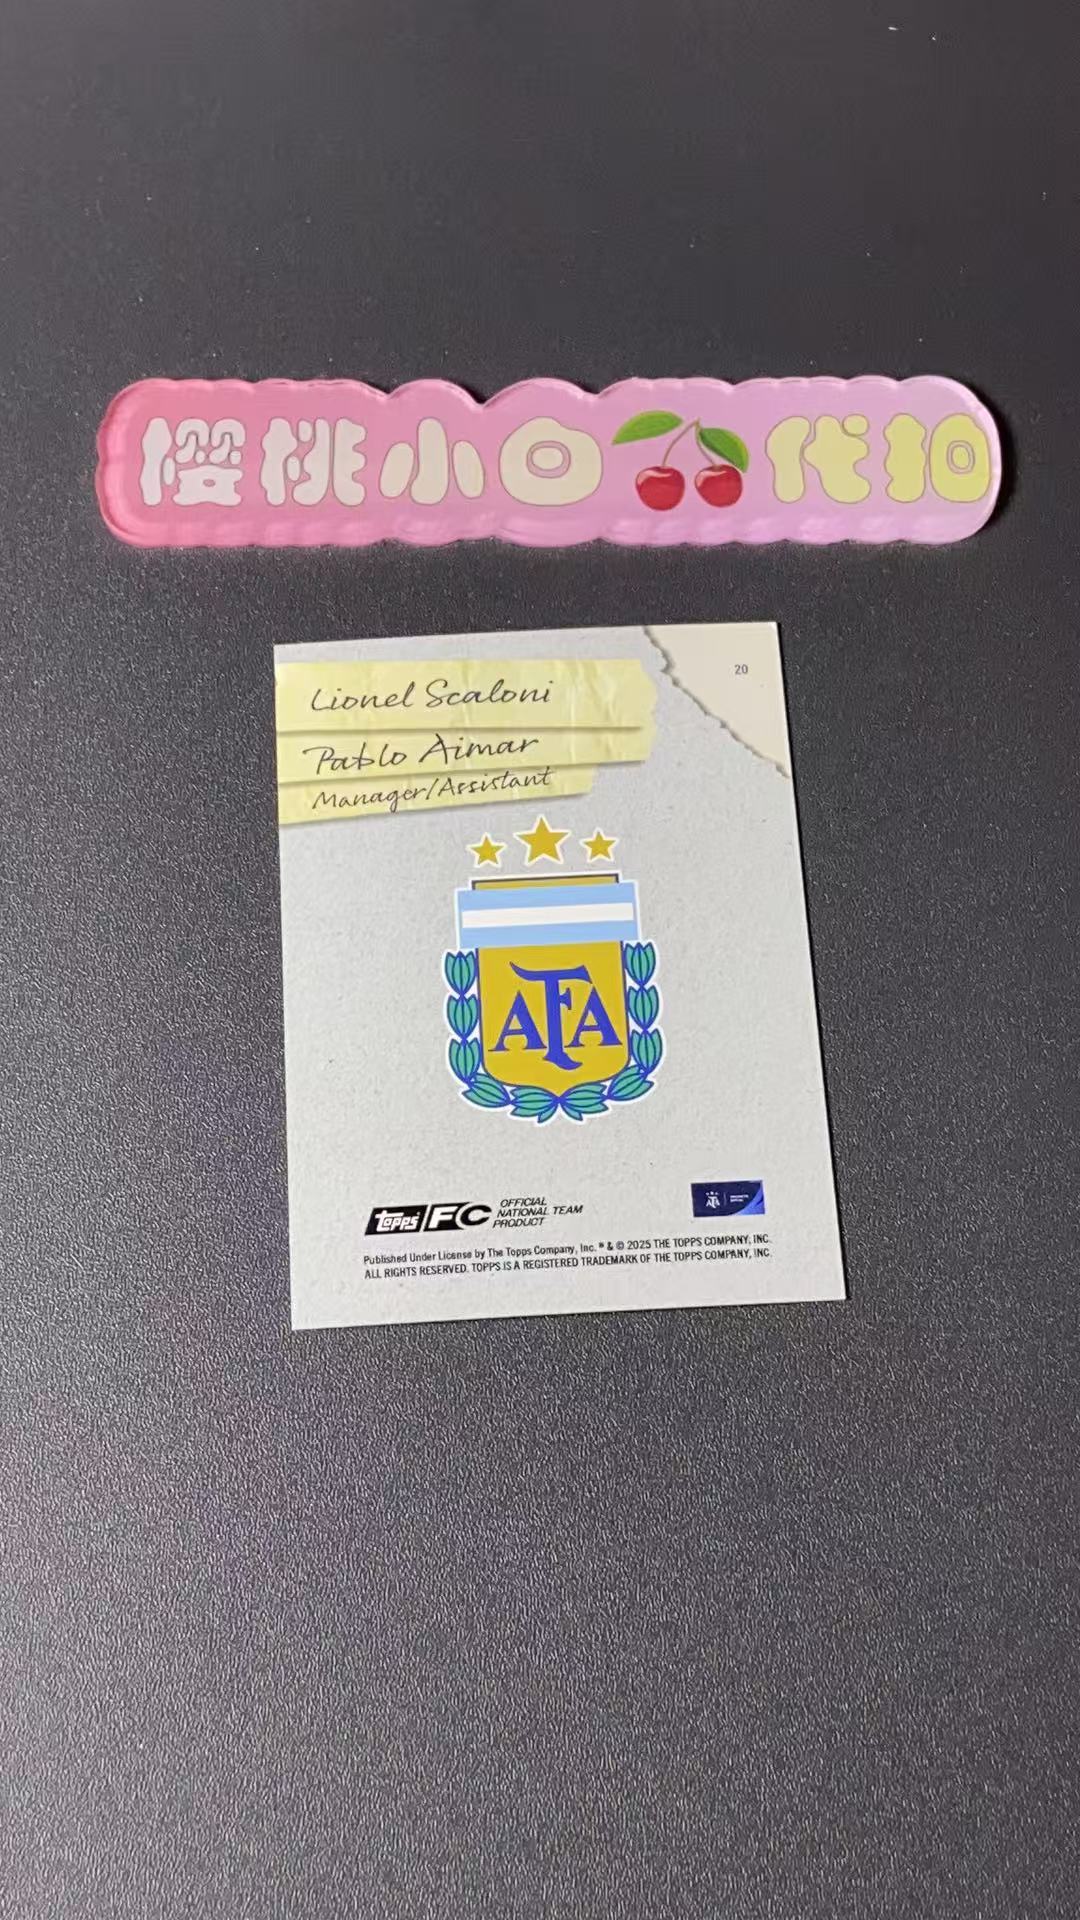 樱桃小口代拍
20
Lionel Scaloni
Pablo Aimar
Manager/Assistant
AFA
topps FC
OFFICIAL
NATIONAL TEAM
PRODUCT
AFA
Published Under License by The Topps Company, Inc. ® & © 2025 THE TOPPS COMPANY, INC.
ALL RIGHTS RESERVED. TOPPS IS A REGISTERED TRADEMARK OF THE TOPPS COMPANY, INC.